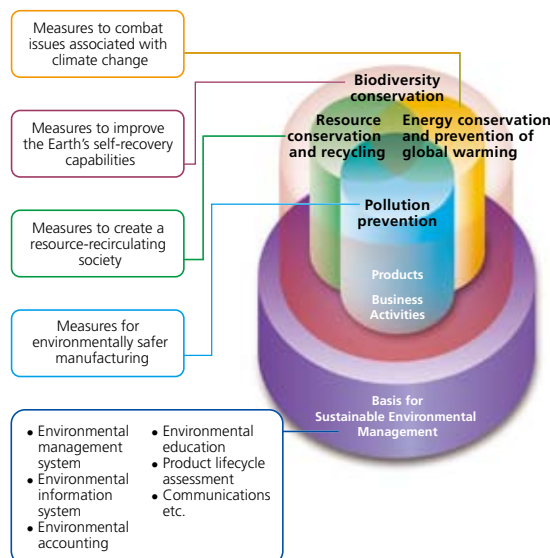 Measures to combat
issues associated with
climate change
Measures to improve
the Earth's self-recovery
capabilities
Measures to create a
resource-recirculating
society
Measures for
environmentally safer
manufacturing
• Environmental
management
system
• Environmental
information
system
• Environmental
accounting
• Environmental
education
• Product lifecycle
assessment
• Communications
etc.
Biodiversity
conservation
Resource
conservation
and recycling
Energy conservation
and prevention of
global warming
Pollution
prevention
Products
Business
Activities
Basis for
Sustainable Environmental
Management